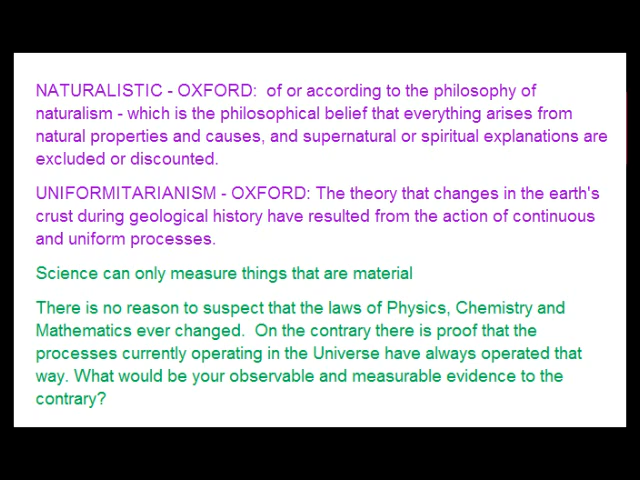 NATURALISTIC - OXFORD:  of or according to the philosophy of
naturalism - which is the philosophical belief that everything arises from
natural properties and causes, and supernatural or spiritual explanations are
excluded or discounted.
UNIFORMITARIANISM - OXFORD: The theory that changes in the earth's
crust during geological history have resulted from the action of continuous
and uniform processes.
Science can only measure things that are material
There is no reason to suspect that the laws of Physics, Chemistry and
Mathematics ever changed.  On the contrary there is proof that the
processes currently operating in the Universe have always operated that
way. What would be your observable and measurable evidence to the
contrary?